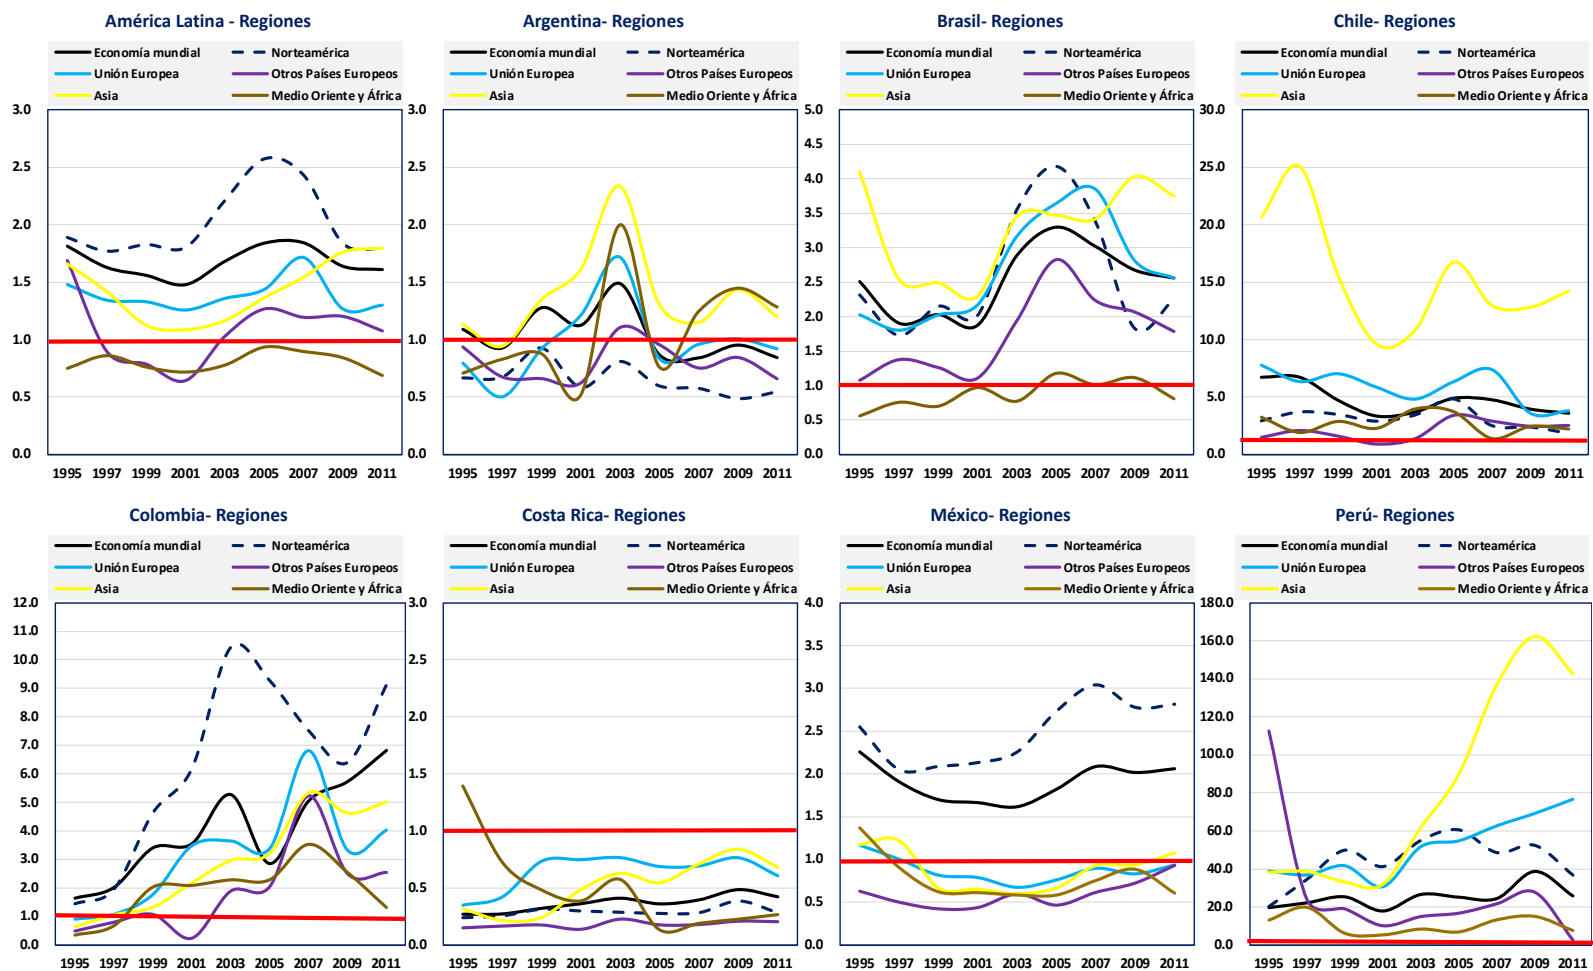 América Latina - Regiones
Economía mundial Norteamérica
Unión Europea Otros Países Europeos
Asia Medio Oriente y África
3.0
2.5
2.0
1.5
1.0
0.5
0.0
1995 1997 1999 2001 2003 2005 2007 2009 2011
Argentina- Regiones
Economía mundial Norteamérica
Unión Europea Otros Países Europeos
Asia Medio Oriente y África
3.0
2.5
2.0
1.5
1.0
0.5
0.0
1995 1997 1999 2001 2003 2005 2007 2009 2011
Brasil- Regiones
Economía mundial Norteamérica
Unión Europea Otros Países Europeos
Asia Medio Oriente y África
5.0
4.5
4.0
3.5
3.0
2.5
2.0
1.5
1.0
0.5
0.0
1995 1997 1999 2001 2003 2005 2007 2009 2011
Chile- Regiones
Economía mundial Norteamérica
Unión Europea Otros Países Europeos
Asia Medio Oriente y África
30.0
25.0
20.0
15.0
10.0
5.0
0.0
1995 1997 1999 2001 2003 2005 2007 2009 2011
Colombia- Regiones
Economía mundial Norteamérica
Unión Europea Otros Países Europeos
Asia Medio Oriente y África
12.0
11.0
10.0
9.0
8.0
7.0
6.0
5.0
4.0
3.0
2.0
1.0
0.0
1995 1997 1999 2001 2003 2005 2007 2009 2011
Costa Rica- Regiones
Economía mundial Norteamérica
Unión Europea Otros Países Europeos
Asia Medio Oriente y África
3.0
2.5
2.0
1.5
1.0
0.5
0.0
1995 1997 1999 2001 2003 2005 2007 2009 2011
México- Regiones
Economía mundial Norteamérica
Unión Europea Otros Países Europeos
Asia Medio Oriente y África
4.0
3.5
3.0
2.5
2.0
1.5
1.0
0.5
0.0
1995 1997 1999 2001 2003 2005 2007 2009 2011
Perú- Regiones
Economía mundial Norteamérica
Unión Europea Otros Países Europeos
Asia Medio Oriente y África
180.0
160.0
140.0
120.0
100.0
80.0
60.0
40.0
20.0
0.0
1995 1997 1999 2001 2003 2005 2007 2009 2011